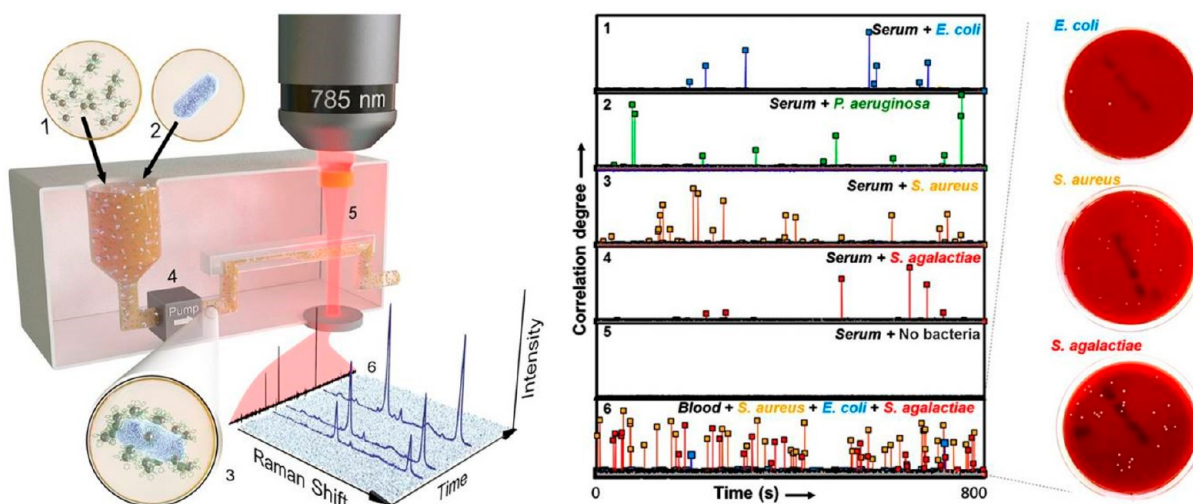 1
2
785 nm
5
4
Pump
3
6
Intensity
Raman Shift
Time
Correlation degree
1
Serum + E. coli
2
Serum + P. aeruginosa
3
Serum + S. aureus
4
Serum + S. agalactiae
5
Serum + No bacteria
6
Blood + S. aureus + E. coli + S. agalactiae
0
Time (s)
800
E. coli
S. aureus
S. agalactiae